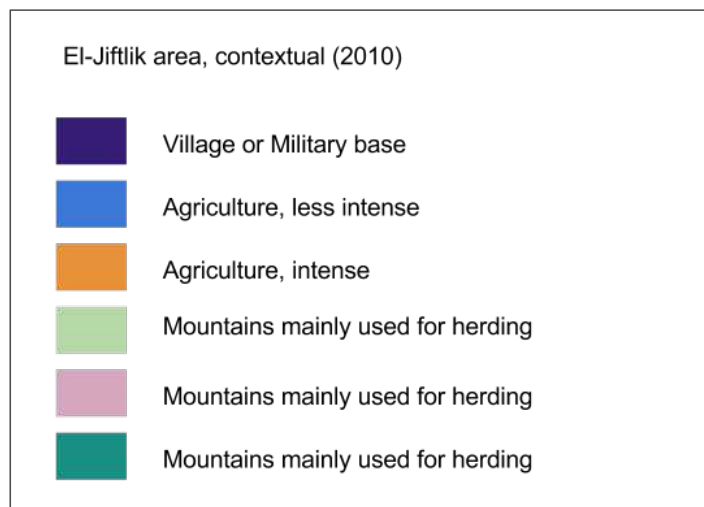 El-Jiftlik area, contextual (2010)
Village or Military base
Agriculture, less intense
Agriculture, intense
Mountains mainly used for herding
Mountains mainly used for herding
Mountains mainly used for herding